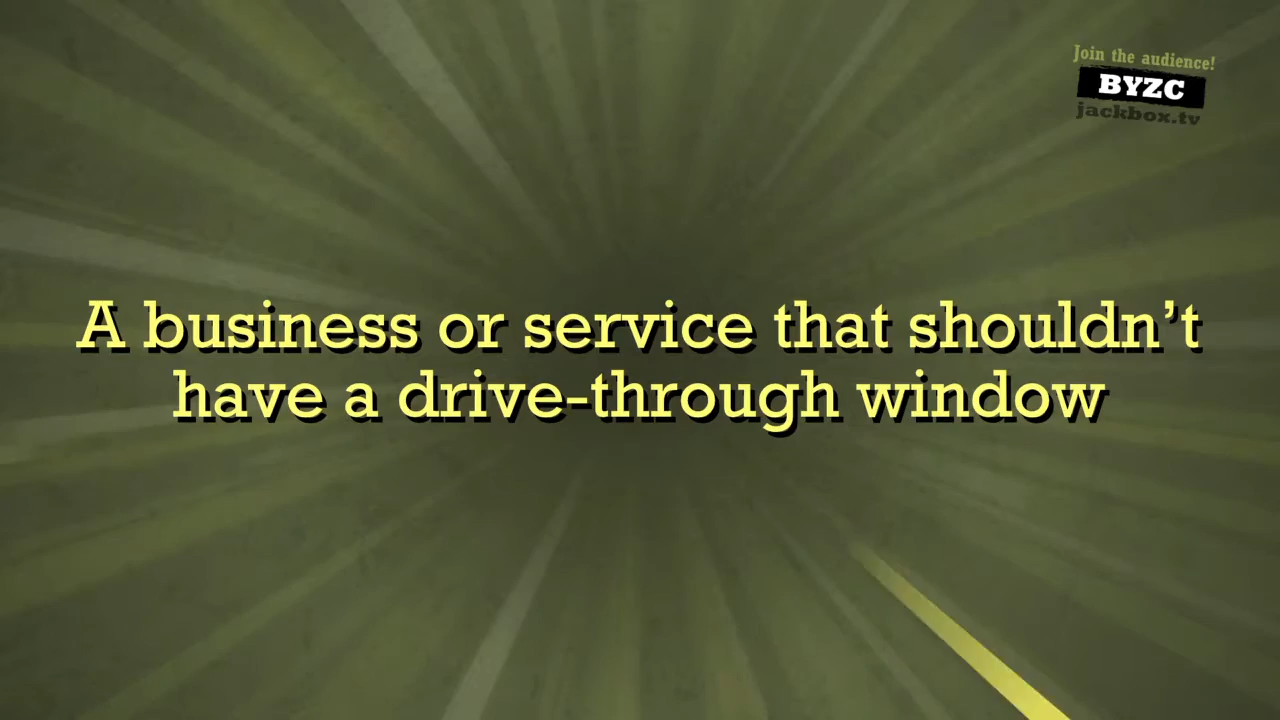 Join the audience!
BYZC
jackbox.tv
A business or service that shouldn't
have a drive-through window